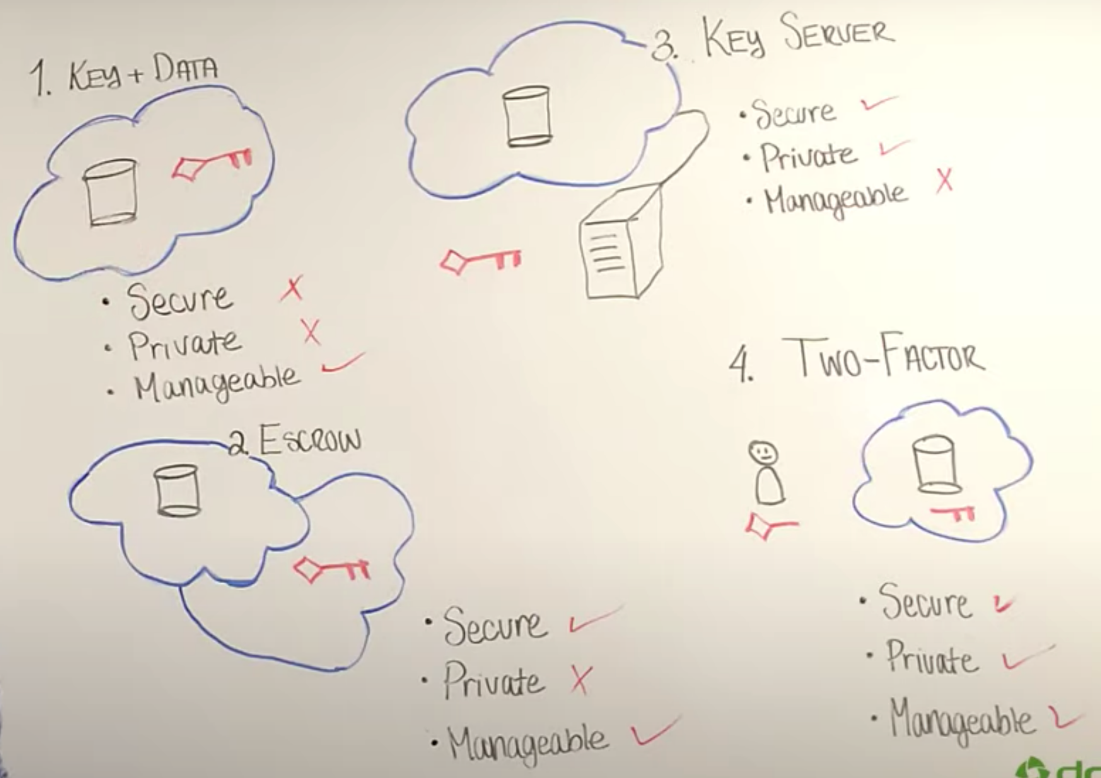 1. KEY + DATA
• Secure X
• Private X
• Manageable ✓
2. ESCROW
• Secure ✓
• Private X
• Manageable ✓
3. KEY SERVER
• Secure ✓
• Private ✓
• Manageable X
4. TWO-FACTOR
• Secure ✓
• Private ✓
• Manageable ✓